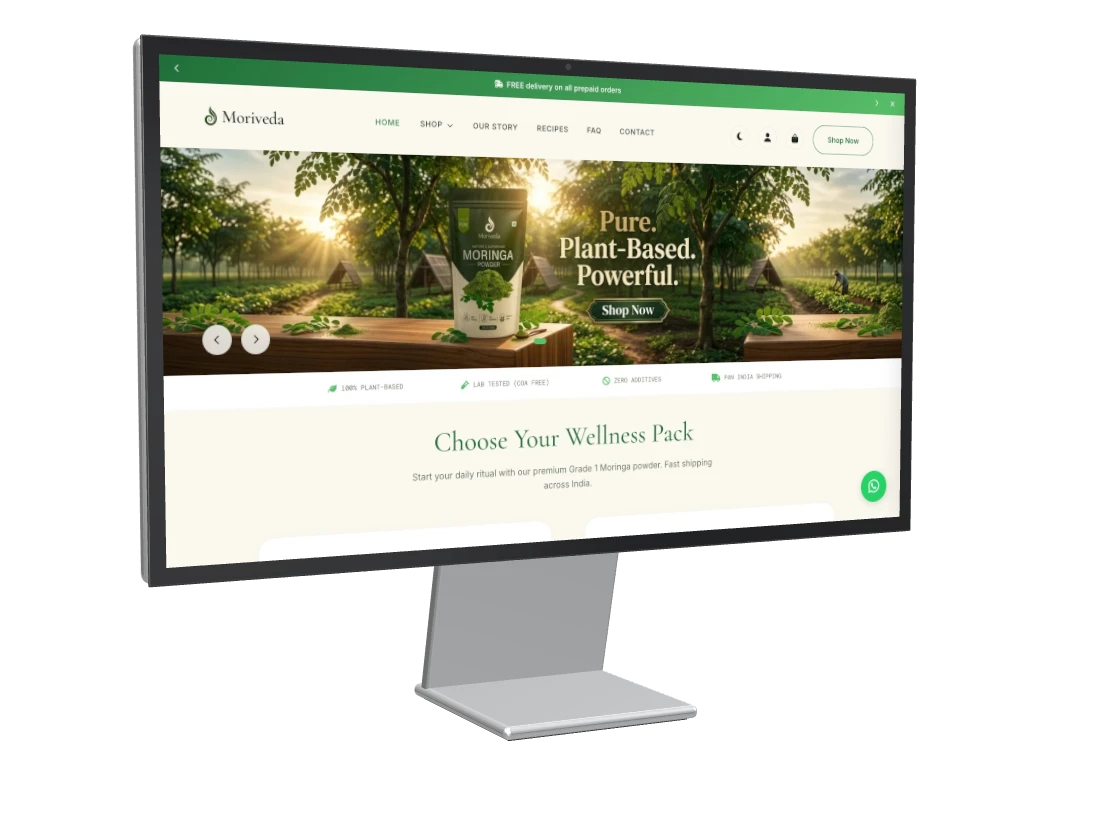 FREE delivery on all prepaid orders
Moriveda
HOME
SHOP
OUR STORY
RECIPES
FAQ
CONTACT
Shop Now
Moriveda
MORINGA
POWDER
Pure.
Plant-Based.
Powerful.
Shop Now
100% PLANT-BASED
LAB TESTED (COA FREE)
ZERO ADDITIVES
PAN INDIA SHIPPING
Choose Your Wellness Pack
Start your daily ritual with our premium Grade 1 Moringa powder. Fast shipping
across India.